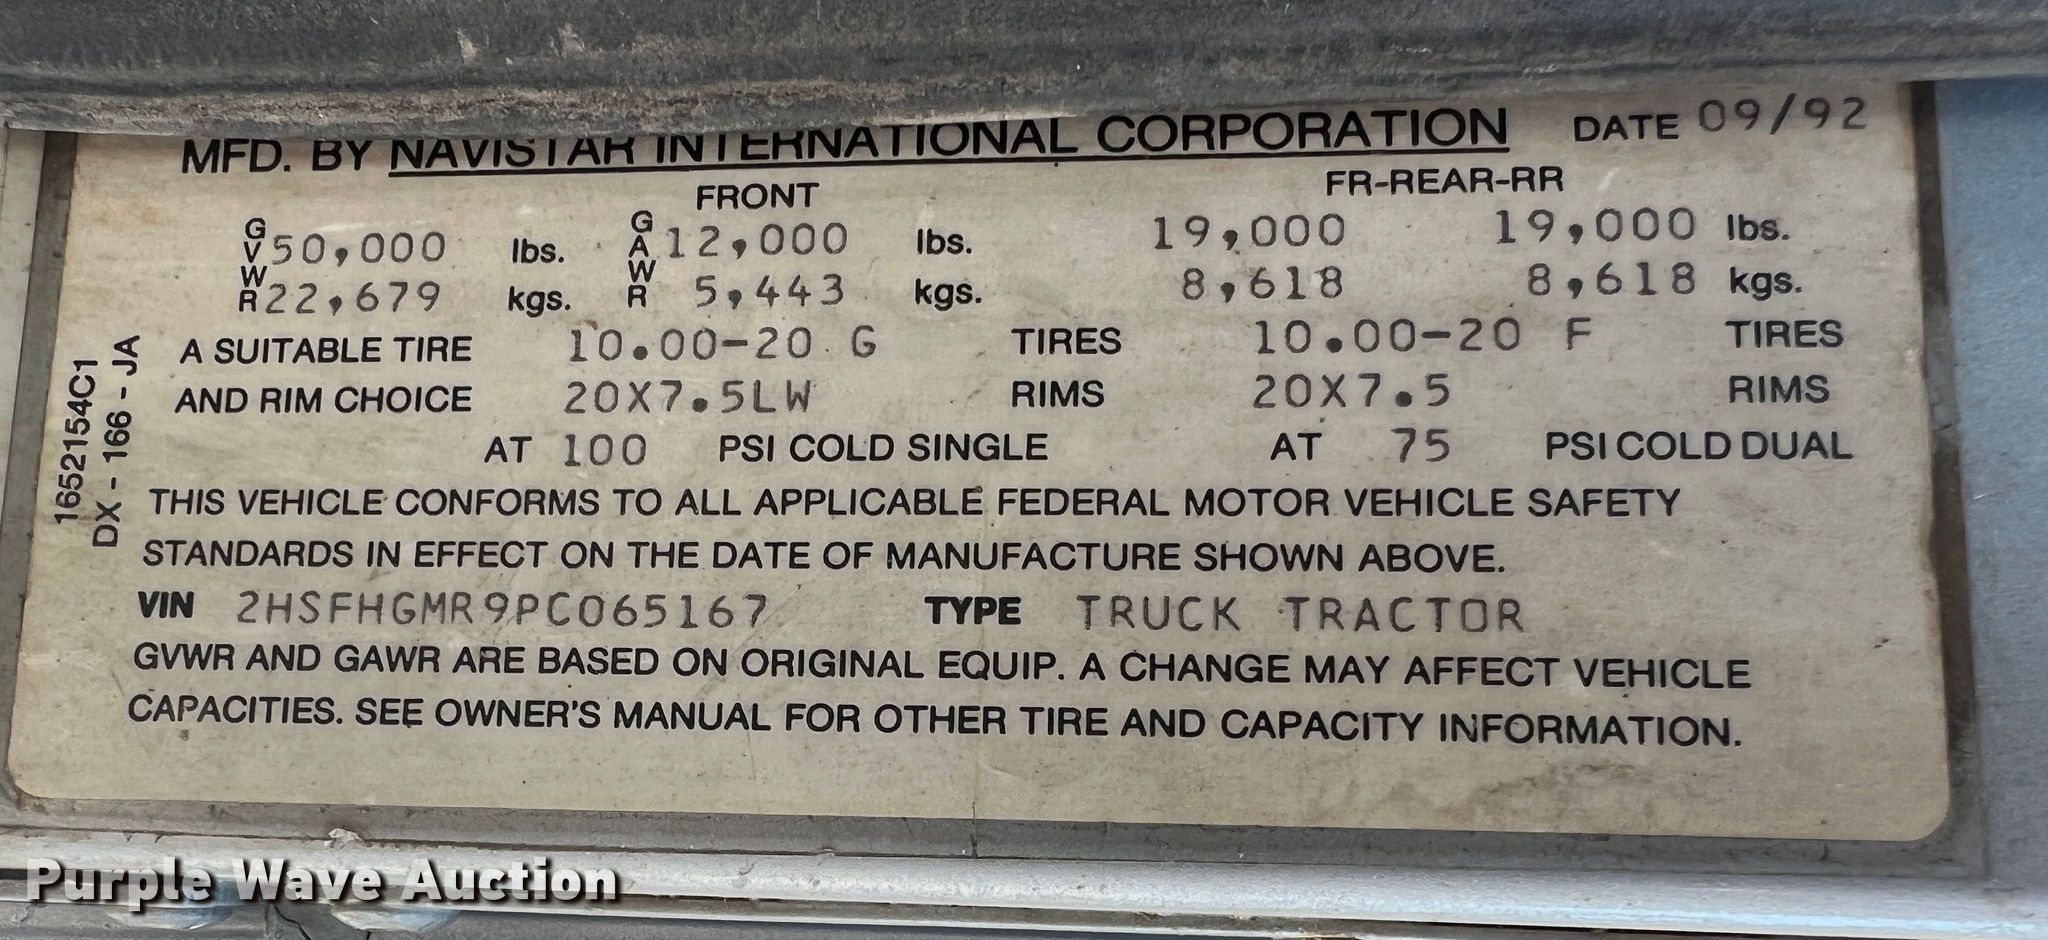 MFD. BY NAVISTAR INTERNATIONAL CORPORATION DATE 09/92
FRONT FR-REAR-RR
GVWR 50,000 lbs. GAWR 12,000 lbs. 19,000 19,000 lbs.
22,679 kgs. 5,443 kgs. 8,618 8,618 kgs.
A SUITABLE TIRE 10.00-20 G TIRES 10.00-20 F TIRES
AND RIM CHOICE 20X7.5LW RIMS 20X7.5 RIMS
AT 100 PSI COLD SINGLE AT 75 PSI COLD DUAL
THIS VEHICLE CONFORMS TO ALL APPLICABLE FEDERAL MOTOR VEHICLE SAFETY
STANDARDS IN EFFECT ON THE DATE OF MANUFACTURE SHOWN ABOVE.
VIN 2HSFHGMR9PC065167 TYPE TRUCK TRACTOR
GVWR AND GAWR ARE BASED ON ORIGINAL EQUIP. A CHANGE MAY AFFECT VEHICLE
CAPACITIES. SEE OWNER'S MANUAL FOR OTHER TIRE AND CAPACITY INFORMATION.
1652154C1
DX - 166 - JA
Purple Wave Auction